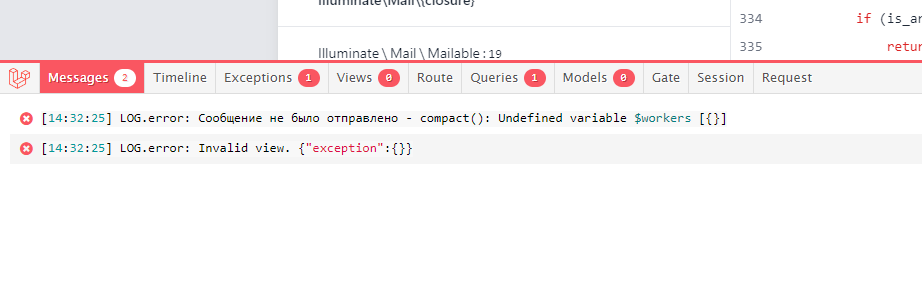 Illuminate\Mail\{closure}
Illuminate \ Mail \ Mailable : 19
334 if (is_ar
335 retur
Messages 2 Timeline Exceptions 1 Views 0 Route Queries 1 Models 0 Gate Session Request
[14:32:25] LOG.error: Сообщение не было отправлено - compact(): Undefined variable $workers [{}]
[14:32:25] LOG.error: Invalid view. {"exception":{}}